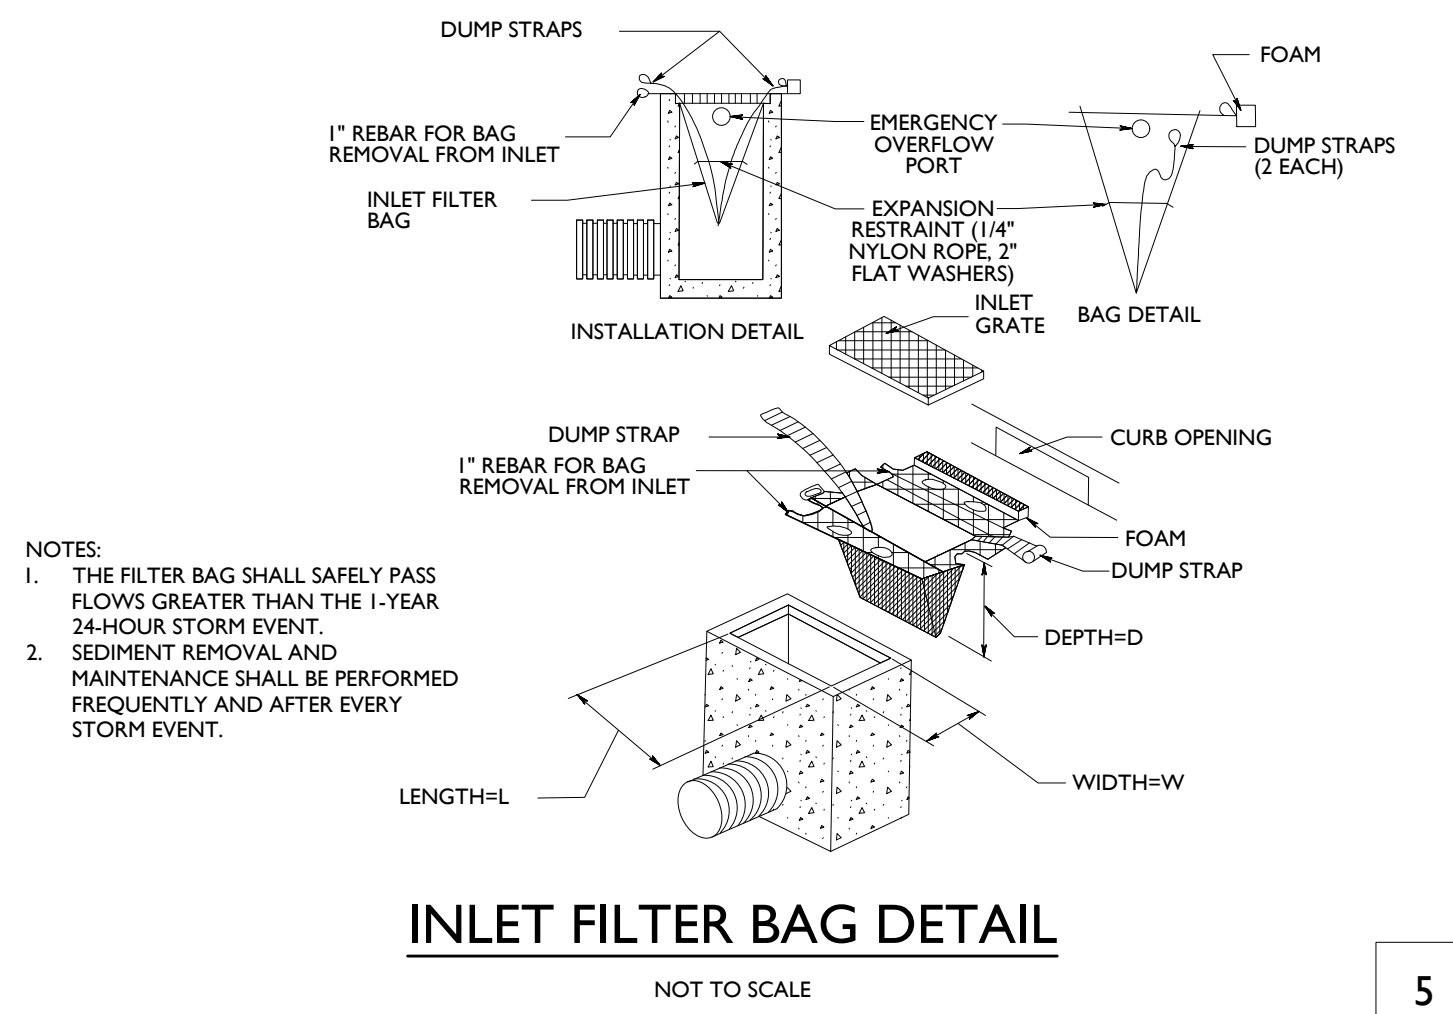 DUMP STRAPS
FOAM
1" REBAR FOR BAG
REMOVAL FROM INLET
EMERGENCY
OVERFLOW
PORT
DUMP STRAPS
(2 EACH)
INLET FILTER
BAG
EXPANSION
RESTRAINT (1/4"
NYLON ROPE, 2"
FLAT WASHERS)
INSTALLATION DETAIL
BAG DETAIL
INLET
GRATE
DUMP STRAP
CURB OPENING
1" REBAR FOR BAG
REMOVAL FROM INLET
FOAM
DUMP STRAP
DEPTH=D
NOTES:
1. THE FILTER BAG SHALL SAFELY PASS
FLOWS GREATER THAN THE 1-YEAR
24-HOUR STORM EVENT.
2. SEDIMENT REMOVAL AND
MAINTENANCE SHALL BE PERFORMED
FREQUENTLY AND AFTER EVERY
STORM EVENT.
LENGTH=L
WIDTH=W
INLET FILTER BAG DETAIL
NOT TO SCALE
5